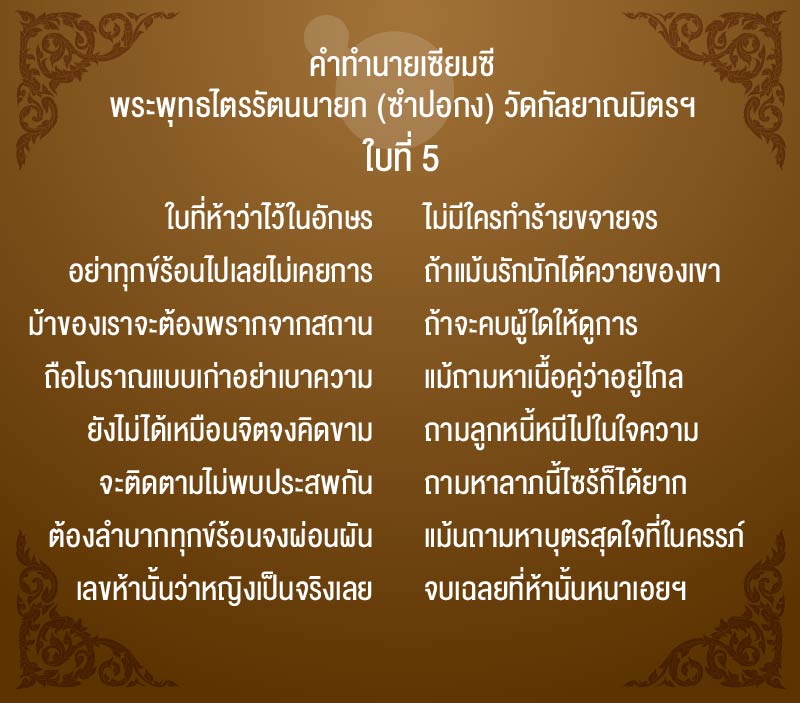 คำทำนายเซียมซี
พระพุทธไตรรัตนนายก (ซำปอกง) วัดกัลยาณมิตรฯ
ใบที่ 5
ใบที่ห้าว่าไว้ในอักษร ไม่มีใครทำร้ายขจายจร
อย่าทุกข์ร้อนไปเลยไม่เคยการ ถ้าแม้นรักมักได้ควายของเขา
ม้าของเราจะต้องพรากจากสถาน ถ้าจะคบผู้ใดให้ดูการ
ถือโบราณแบบเก่าอย่าเบาความ แม้ถามหาเนื้อคู่ว่าอยู่ไกล
ยังไม่ได้เหมือนจิตจงคิดขาม ถามลูกหนี้หนีไปในใจความ
จะติดตามไม่พบประสพกัน ถามหาลาภนี้ไซร้ก็ได้ยาก
ต้องลำบากทุกข์ร้อนจงผ่อนผัน แม้นถามหาบุตรสุดใจที่ในครรภ์
เลขห้านั้นว่าหญิงเป็นจริงเลย จบเฉลยที่ห้านั้นหนาเอยฯ